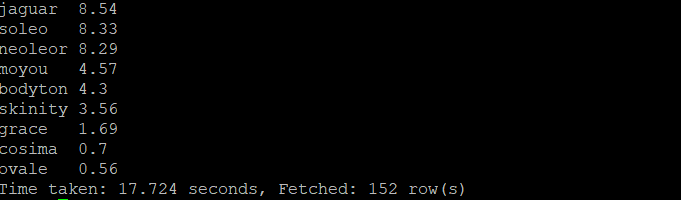 jaguar 8.54
soleo 8.33
neoleor 8.29
moyou 4.57
bodyton 4.3
skinity 3.56
grace 1.69
cosima 0.7
ovale 0.56
Time taken: 17.724 seconds, Fetched: 152 row(s)